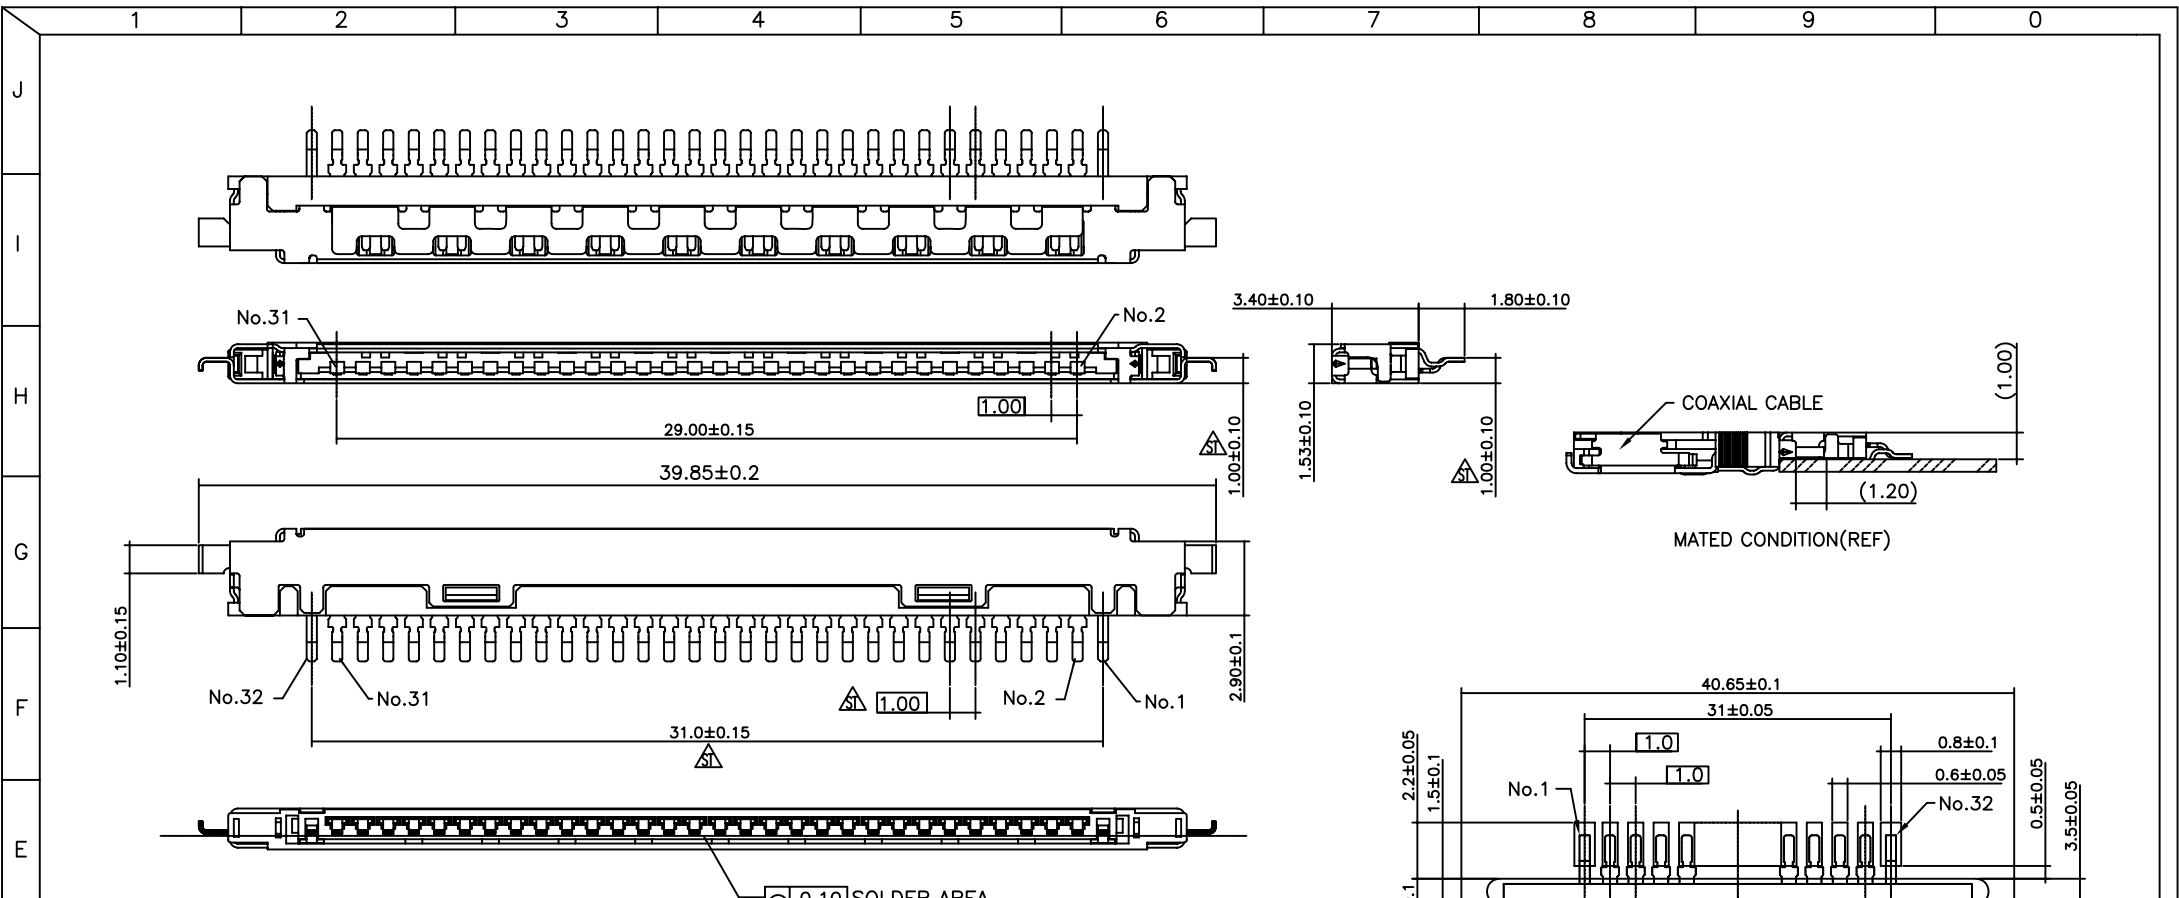 1 2 3 4 5 6 7 8 9 0
J
I
3.40±0.10
1.80±0.10
No.31
No.2
H
1.00
29.00±0.15
ST
1.00±0.10
1.53±0.10
ST
1.00±0.10
COAXIAL CABLE
(1.00)
(1.20)
MATED CONDITION(REF)
39.85±0.2
G
1.10±0.15
2.90±0.1
F
No.32
No.31
ST
1.00
No.2
No.1
31.0±0.15
ST
40.65±0.1
31±0.05
1.0
0.8±0.1
1.0
0.6±0.05
2.2±0.05
1.5±0.1
No.1
No.32
0.5±0.05
3.5±0.05
E
0.10 SOLDER AREA